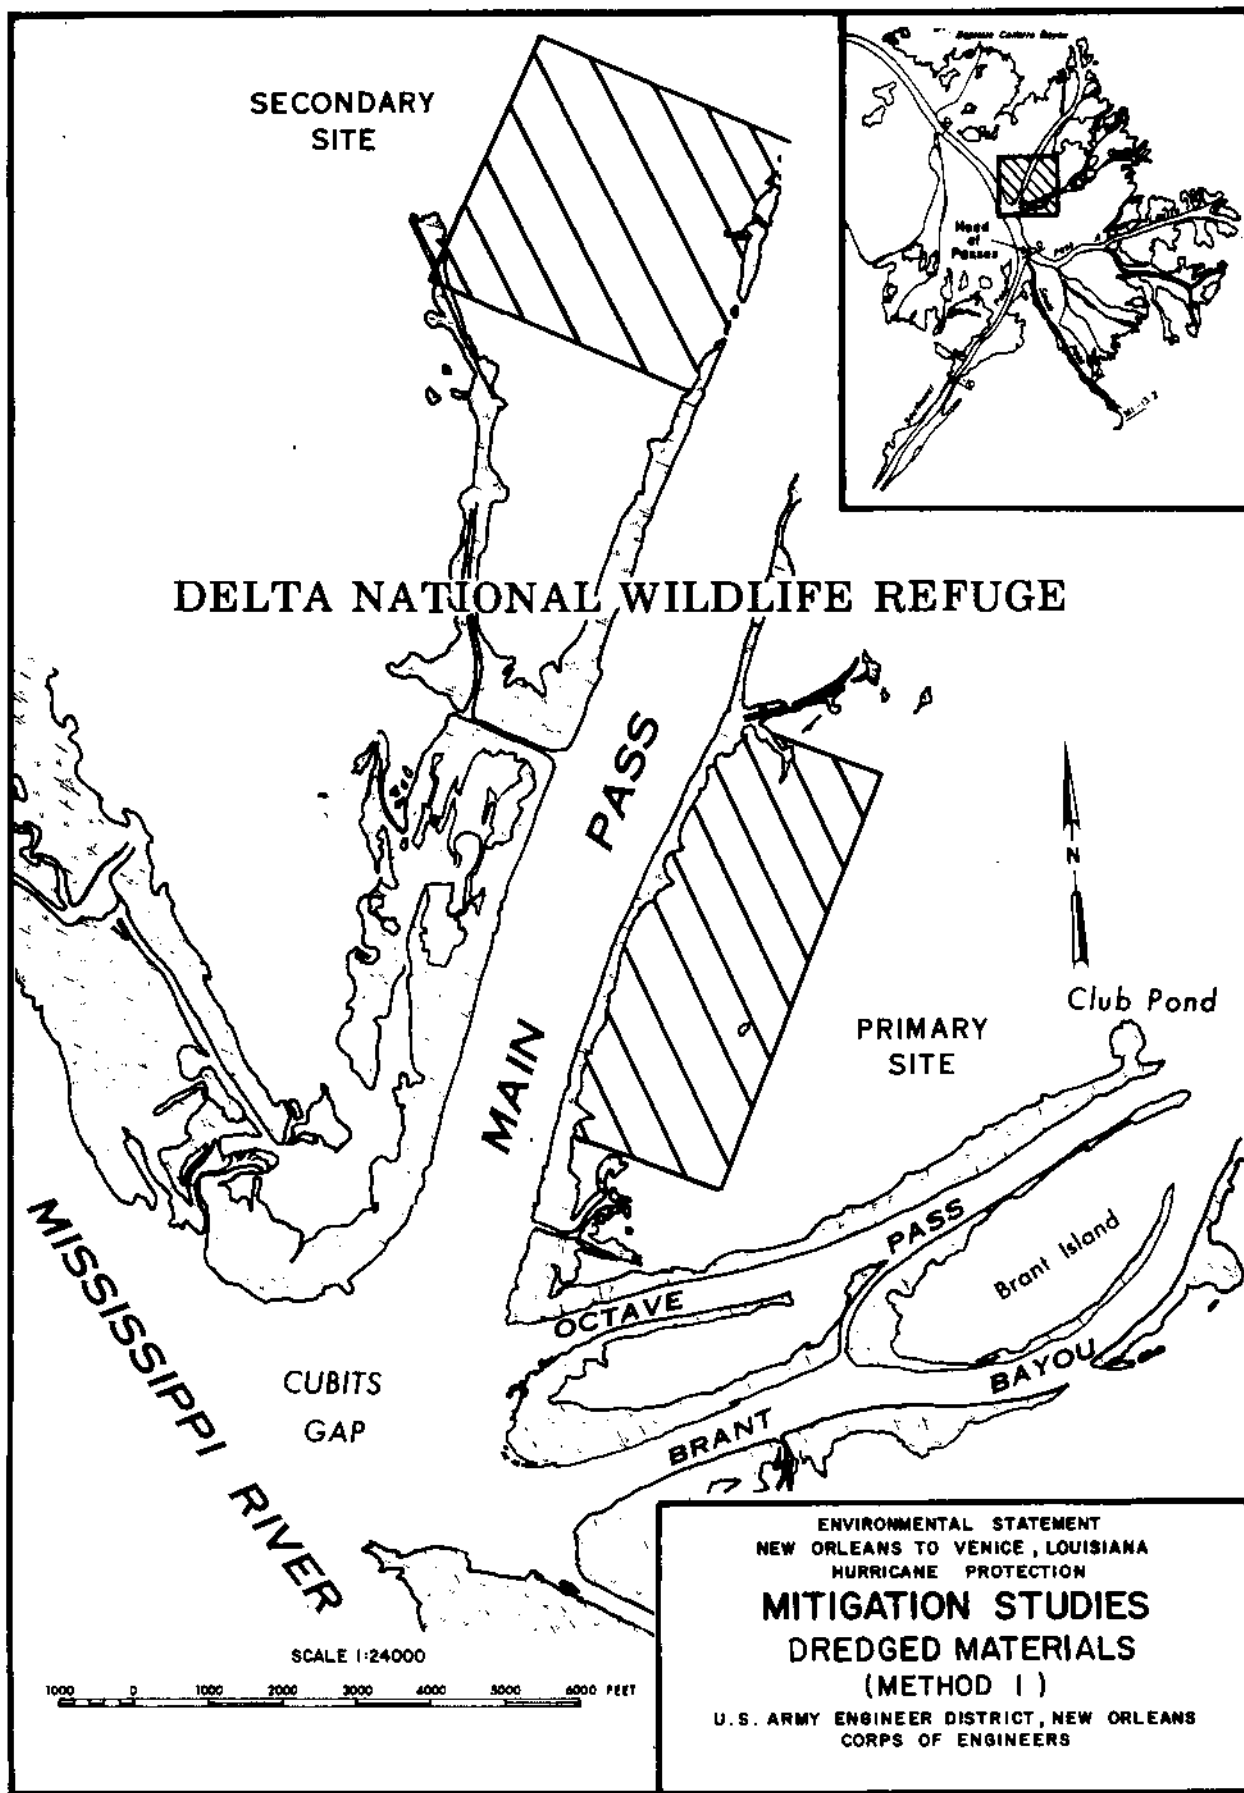 SECONDARY
SITE
Head
of
Passes
DELTA NATIONAL WILDLIFE REFUGE
MAIN PASS
N
Club Pond
PRIMARY
SITE
OCTAVE PASS
Brant Island
BRANT BAYOU
MISSISSIPPI RIVER
CUBITS
GAP
SCALE 1:24000
1000 0 1000 2000 3000 4000 5000 6000 FEET
ENVIRONMENTAL STATEMENT
NEW ORLEANS TO VENICE, LOUISIANA
HURRICANE PROTECTION
MITIGATION STUDIES
DREDGED MATERIALS
(METHOD 1)
U.S. ARMY ENGINEER DISTRICT, NEW ORLEANS
CORPS OF ENGINEERS